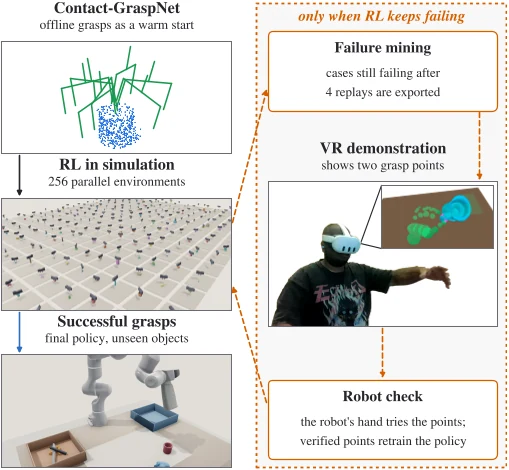 Contact-GraspNet
offline grasps as a warm start
RL in simulation
256 parallel environments
Successful grasps
final policy, unseen objects
only when RL keeps failing
Failure mining
cases still failing after
4 replays are exported
VR demonstration
shows two grasp points
Robot check
the robot's hand tries the points;
verified points retrain the policy